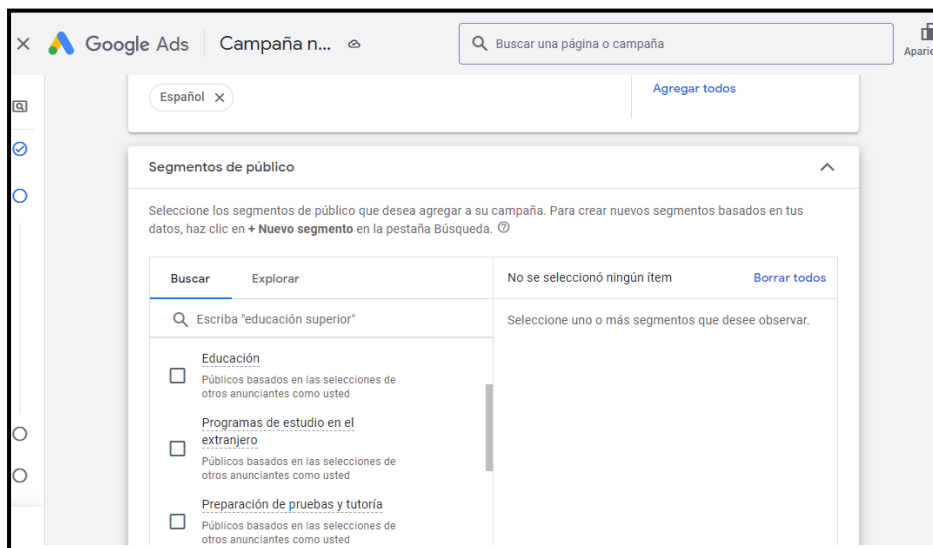 Google Ads
Campaña n...
Buscar una página o campaña
Español
Agregar todos
Segmentos de público
Seleccione los segmentos de público que desea agregar a su campaña. Para crear nuevos segmentos basados en tus
datos, haz clic en + Nuevo segmento en la pestaña Búsqueda.
Buscar
Explorar
No se seleccionó ningún ítem
Borrar todos
Escriba "educación superior"
Seleccione uno o más segmentos que desee observar.
Educación
Públicos basados en las selecciones de
otros anunciantes como usted
Programas de estudio en el
extranjero
Públicos basados en las selecciones de
otros anunciantes como usted
Preparación de pruebas y tutoría
Públicos basados en las selecciones de
otros anunciantes como usted